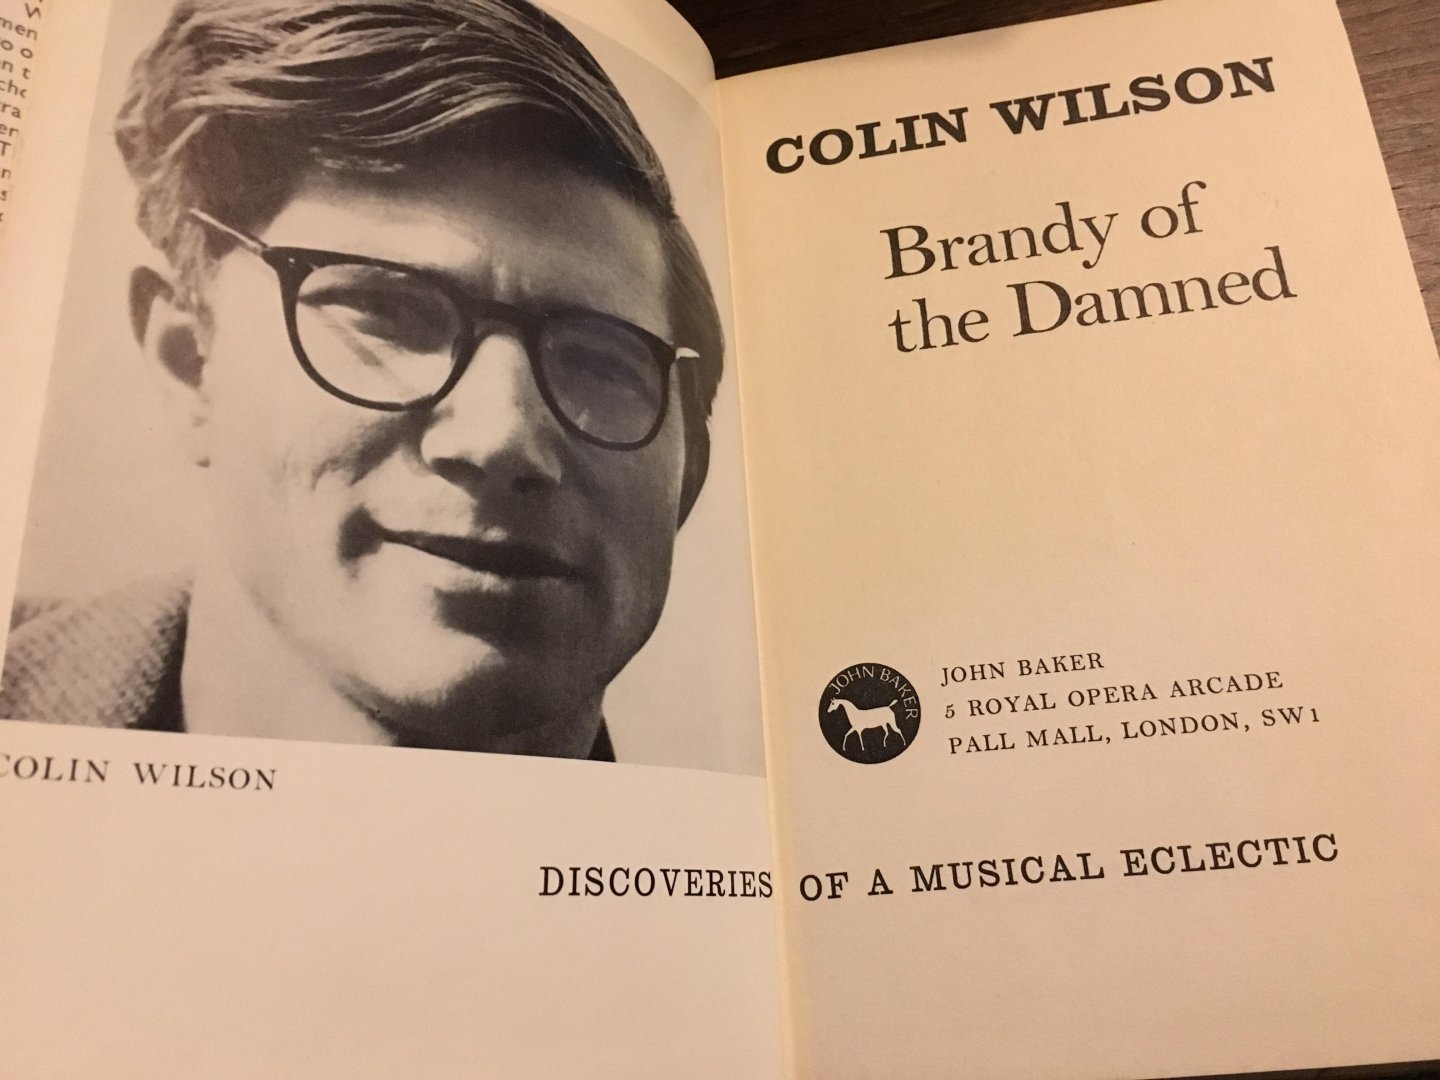 COLIN WILSON
COLIN WILSON
Brandy of
the Damned
JOHN BAKER
JOHN BAKER
5 ROYAL OPERA ARCADE
PALL MALL, LONDON, SW1
DISCOVERIES OF A MUSICAL ECLECTIC